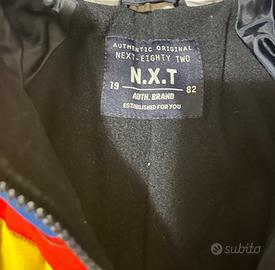 AUTHENTIC ORIGINAL
NEXT-EIGHTY TWO
N.X.T
19 82
AUTH. BRAND
ESTABLISHED FOR YOU
subito